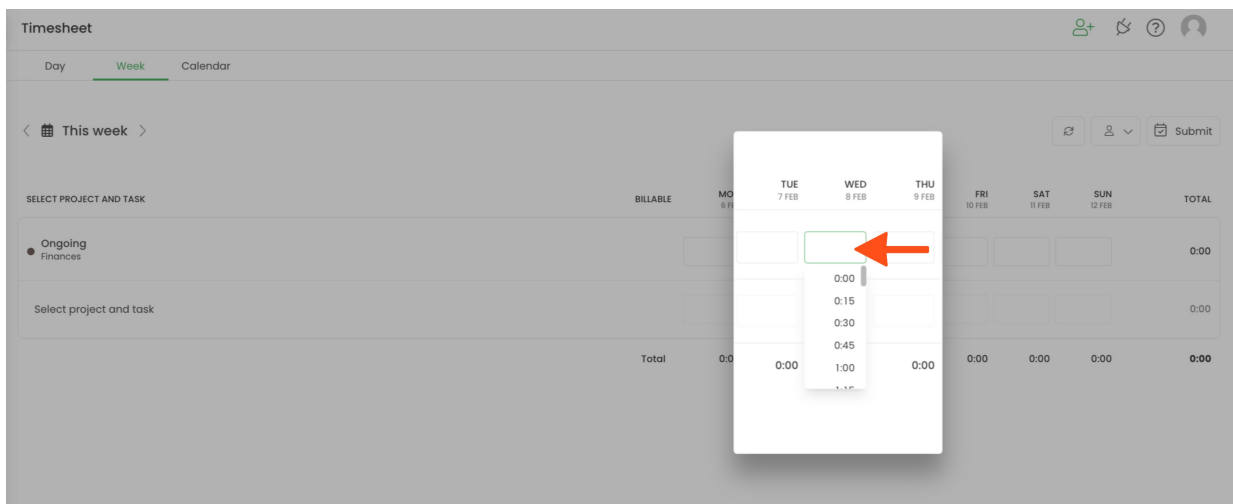 Timesheet
Day Week Calendar
This week
Submit
SELECT PROJECT AND TASK BILLABLE MO TUE WED THU FRI SAT SUN TOTAL
7 FEB 8 FEB 9 FEB 10 FEB 11 FEB 12 FEB
Ongoing
Finances
0:00
0:00
0:15
Select project and task 0:00
0:30
0:45
Total 0:0 0:00 1:00 0:00 0:00 0:00 0:00 0:00